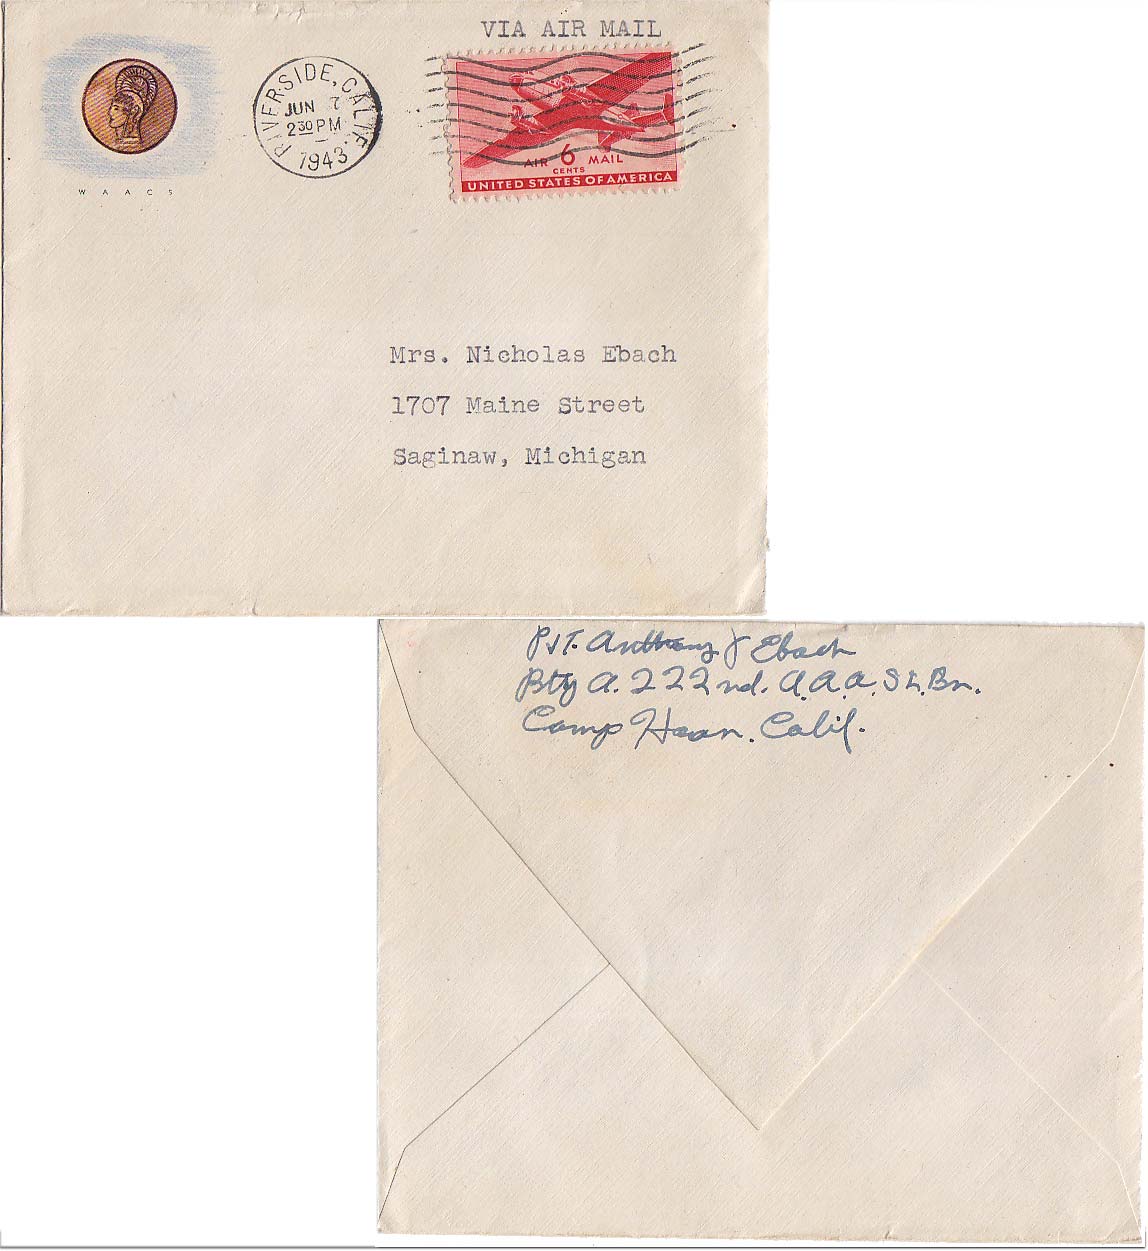 VIA AIR MAIL
WAACS
RIVERSIDE, CALIF.
JUN 7
2 30 PM
1943
AIR 6 MAIL
CENTS
UNITED STATES OF AMERICA
Mrs. Nicholas Ebach
1707 Maine Street
Saginaw, Michigan
Pvt. Anthony J Ebach
Bty A. 222nd. A.A.A. S L. Bn.
Camp Haan. Calif.